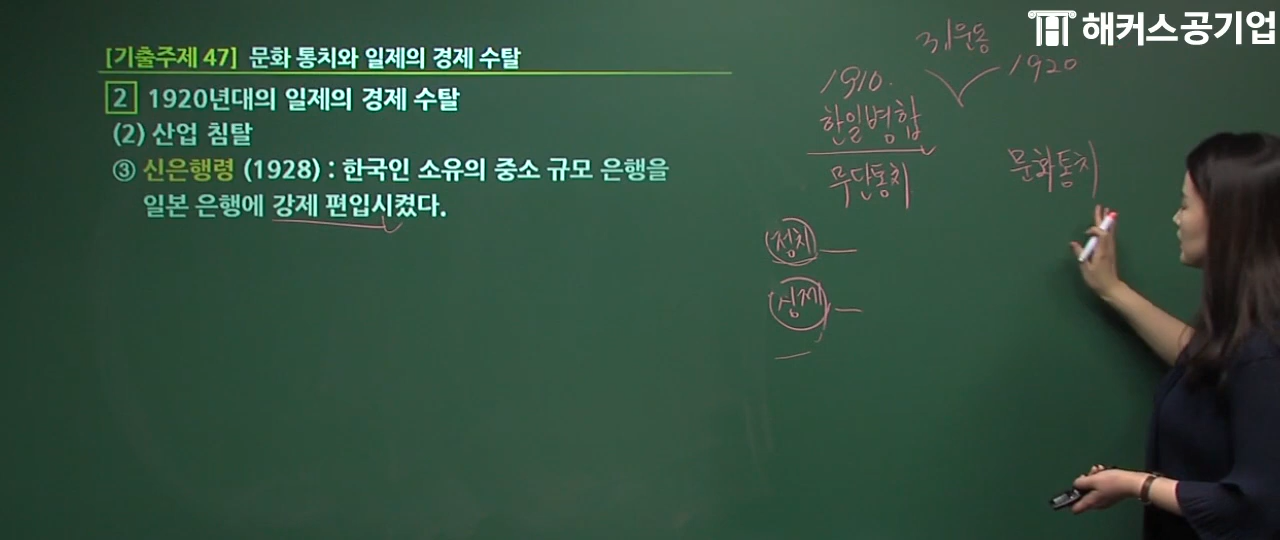 해커스공기업
[기출주제 47] 문화 통치와 일제의 경제 수탈
2 1920년대의 일제의 경제 수탈
(2) 산업 침탈
③ 신은행령 (1928) : 한국인 소유의 중소 규모 은행을
일본 은행에 강제 편입시켰다.
3.1운동
1910. 1920
한일병합
무단통치 문화통치
정치